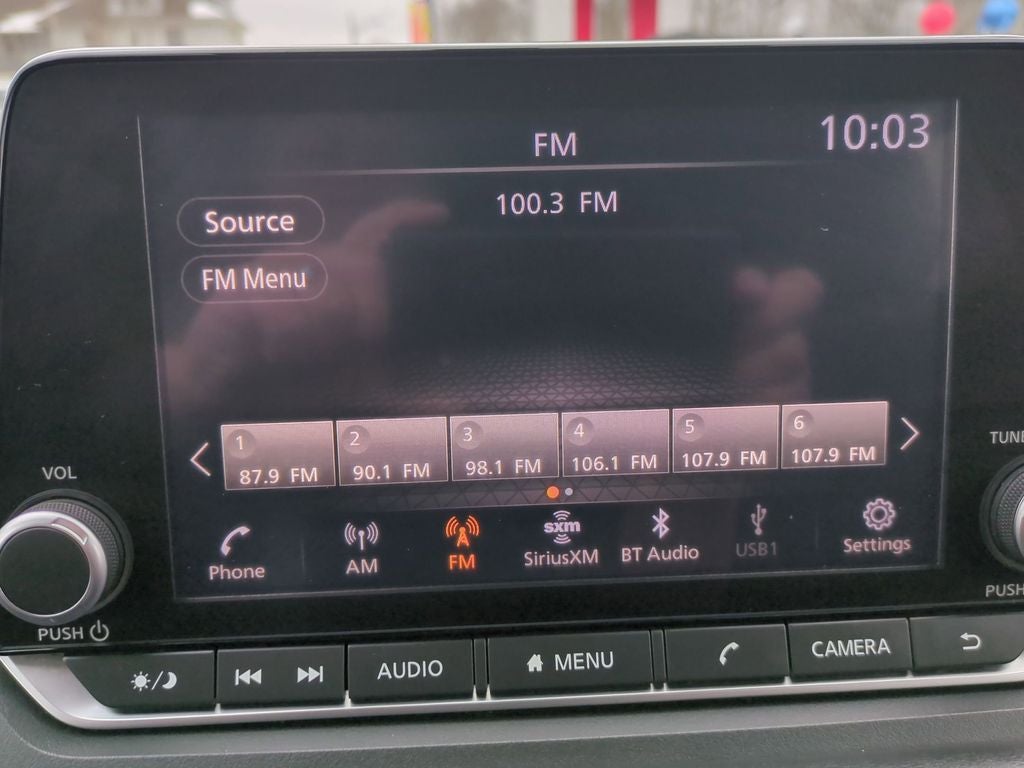 FM
10:03
100.3 FM
Source
FM Menu
1
87.9 FM
2
90.1 FM
3
98.1 FM
4
106.1 FM
5
107.9 FM
6
107.9 FM
VOL
TUNE
Phone
AM
FM
sxm
SiriusXM
BT Audio
USB1
Settings
PUSH
PUSH
AUDIO
MENU
CAMERA